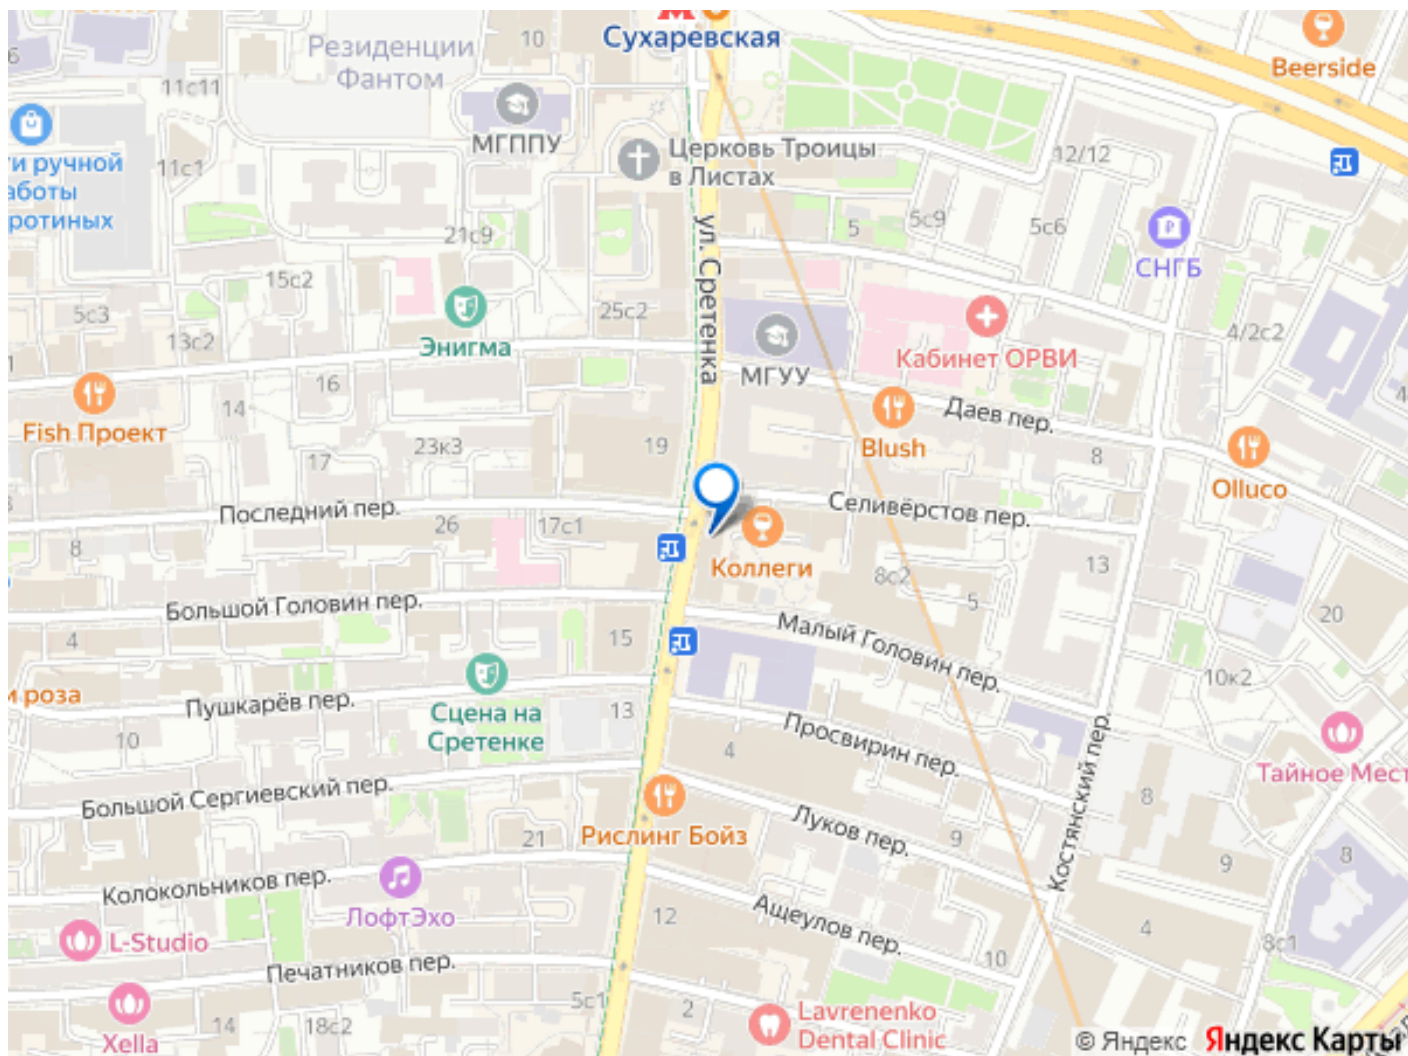 Сухаревская
Beerside
Резиденции
Фантом
10
6
11с11
МГППУ
Церковь Троицы
в Листах
12/12
ти ручной
аботы
ротиных
11с1
21с9
ул. Сретенка
5
5с9
5с6
СНГБ
15с2
5с3
13с2
25с2
Энигма
МГУУ
Кабинет ОРВИ
4/2с2
1
16
14
Fish Проект
23к3
19
17
Blush
Даев пер.
8
Olluco
4
Последний пер.
26
17с1
8
Селивёрстов пер.
Коллеги
8с2
5
13
20
Большой Головин пер.
4
15
Малый Головин пер.
10к2
и роза
Пушкарёв пер.
10
Сцена на
Сретенке
13
4
Просвирин пер.
Костянский пер.
Тайное Мест
Большой Сергиевский пер.
8
Рислинг Бойз
21
Луков пер.
9
9
8
Колокольников пер.
ЛофтЭхо
12
Ащеулов пер.
4
8с1
L-Studio
Печатников пер.
10
5с1
2
14
18с2
Xella
Lavrenenko
Dental Clinic
© Яндекс Яндекс Карты